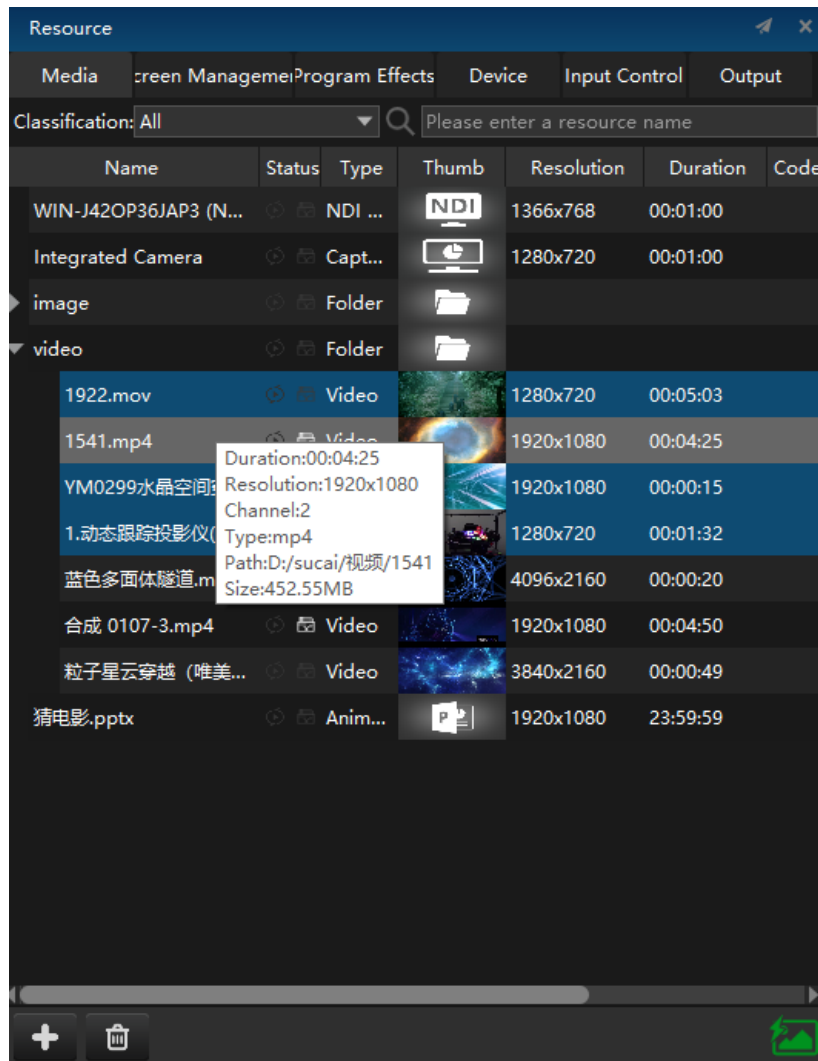 Resource
Media creen Managemei Program Effects Device Input Control Output
Classification: All Please enter a resource name
Name Status Type Thumb Resolution Duration Code
WIN-J42OP36JAP3 (N... NDI ... NDI 1366x768 00:01:00
Integrated Camera Capt... 1280x720 00:01:00
image Folder
video Folder
1922.mov Video 1280x720 00:05:03
1541.mp4 Video 1920x1080 00:04:25
Duration:00:04:25
Resolution:1920x1080
Channel:2
Type:mp4
Path:D:/sucai/视频/1541
Size:452.55MB
YM0299水晶空间 1920x1080 00:00:15
1.动态跟踪投影仪( 1280x720 00:01:32
蓝色多面体隧道.m 4096x2160 00:00:20
合成 0107-3.mp4 Video 1920x1080 00:04:50
粒子星云穿越（唯美... Video 3840x2160 00:00:49
猜电影.pptx Anim... P 1920x1080 23:59:59